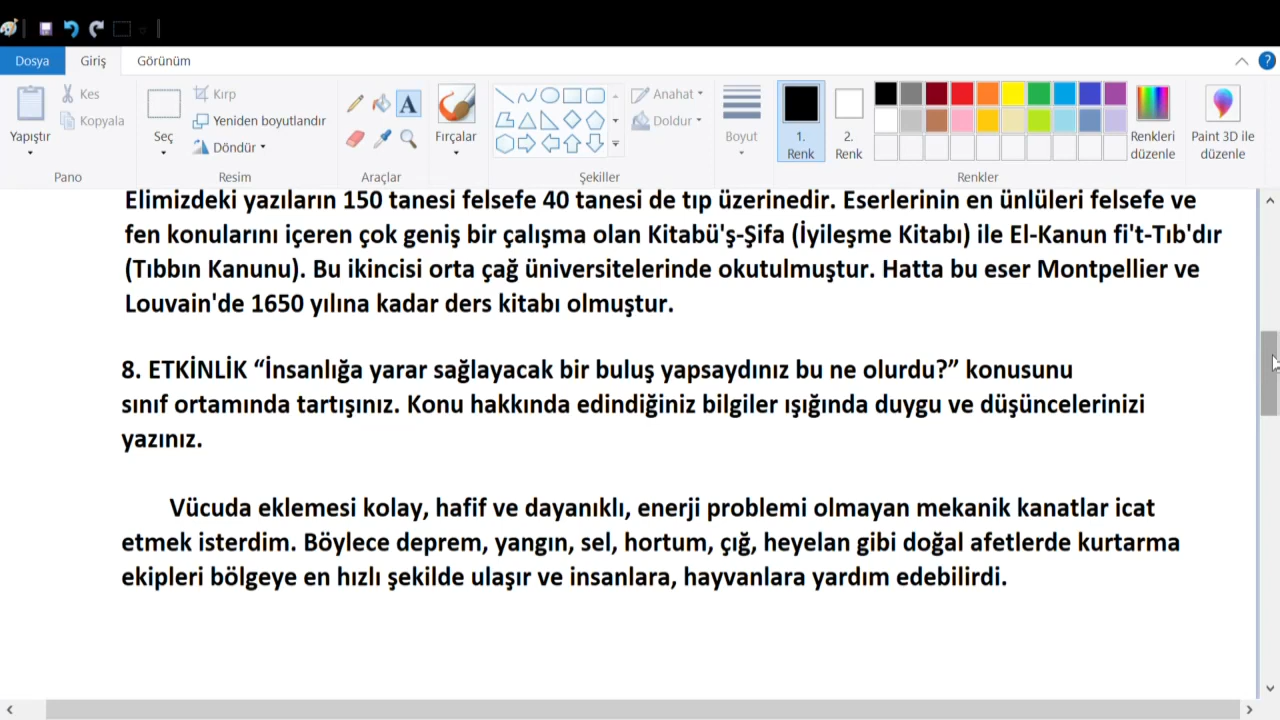 Dosya Giriş Görünüm
Yapıştır
Kes
Kopyala
Pano
Seç
Kırp
Yeniden boyutlandır
Döndür
Resim
A
Araçlar
Fırçalar
Anahat
Doldur
Şekiller
Boyut
1.
Renk
2.
Renk
Renkleri
düzenle
Renkler
Paint 3D ile
düzenle
Elimizdeki yazıların 150 tanesi felsefe 40 tanesi de tıp üzerinedir. Eserlerinin en ünlüleri felsefe ve
fen konularını içeren çok geniş bir çalışma olan Kitabü'ş-Şifa (İyileşme Kitabı) ile El-Kanun fi't-Tıb'dır
(Tıbbın Kanunu). Bu ikincisi orta çağ üniversitelerinde okutulmuştur. Hatta bu eser Montpellier ve
Louvain'de 1650 yılına kadar ders kitabı olmuştur.
8. ETKİNLİK “İnsanlığa yarar sağlayacak bir buluş yapsaydınız bu ne olurdu?” konusunu
sınıf ortamında tartışınız. Konu hakkında edindiğiniz bilgiler ışığında duygu ve düşüncelerinizi
yazınız.
Vücuda eklemesi kolay, hafif ve dayanıklı, enerji problemi olmayan mekanik kanatlar icat
etmek isterdim. Böylece deprem, yangın, sel, hortum, çığ, heyelan gibi doğal afetlerde kurtarma
ekipleri bölgeye en hızlı şekilde ulaşır ve insanlara, hayvanlara yardım edebilirdi.